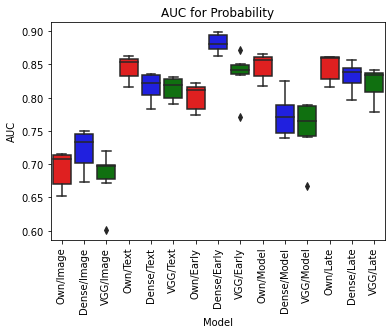 AUC for Probability
AUC
0.90
0.85
0.80
0.75
0.70
0.65
0.60
Own/Image
Dense/Image
VGG/Image
Own/Text
Dense/Text
VGG/Text
Own/Early
Dense/Early
VGG/Early
Own/Model
Dense/Model
VGG/Model
Own/Late
Dense/Late
VGG/Late
Model